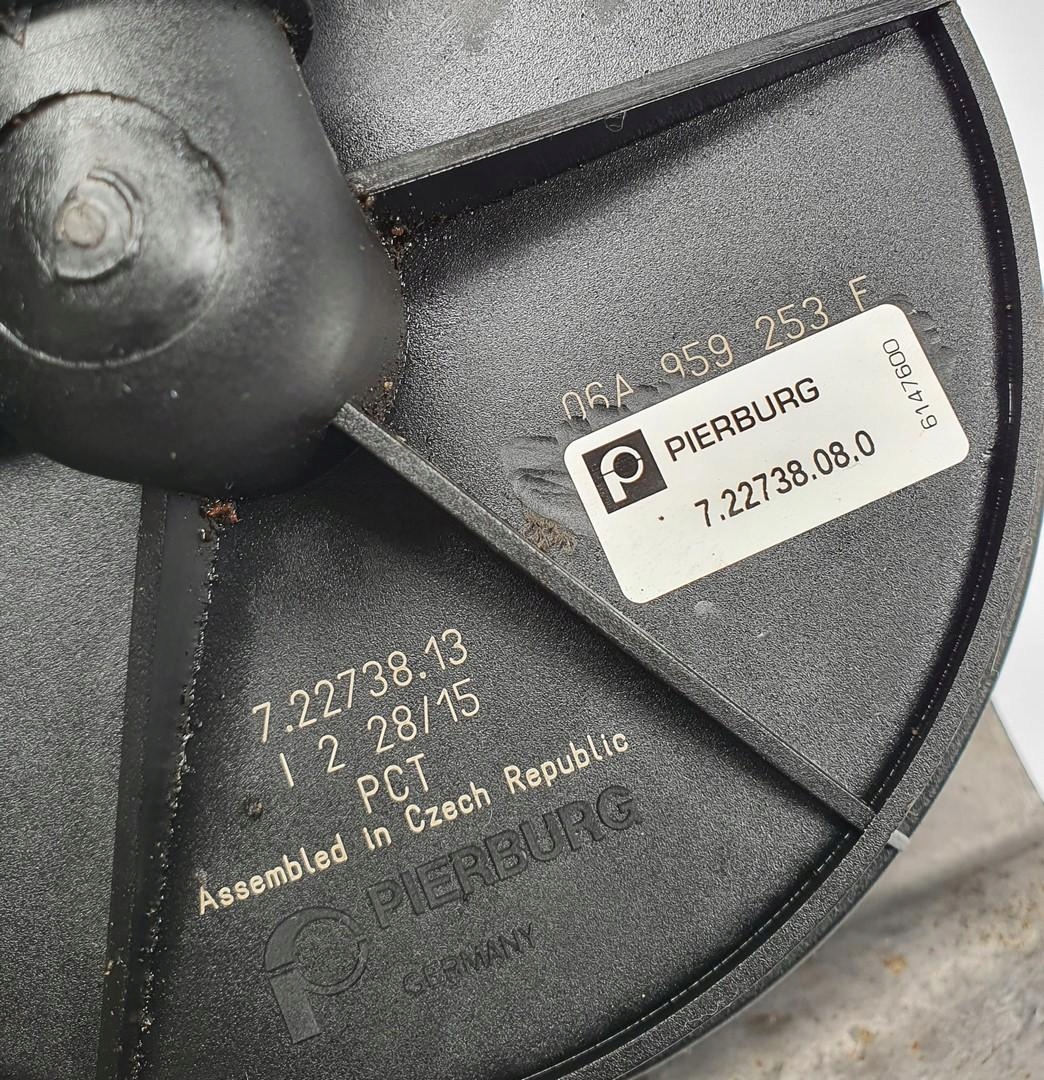 06A 959 253 F
PIERBURG
7.22738.08.0
6147600
7.22738.13
I 2 28/15
PCT
Assembled In Czech Republic
PIERBURG
GERMANY